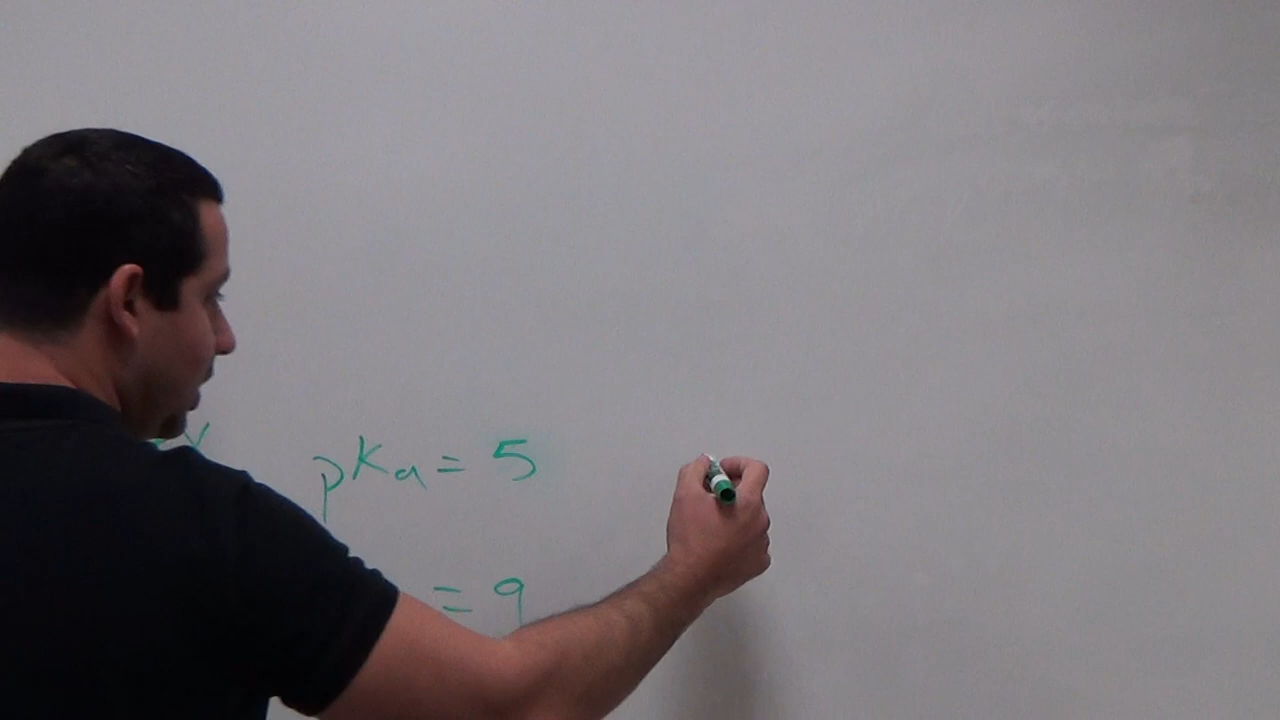 pKa = 5
= 9